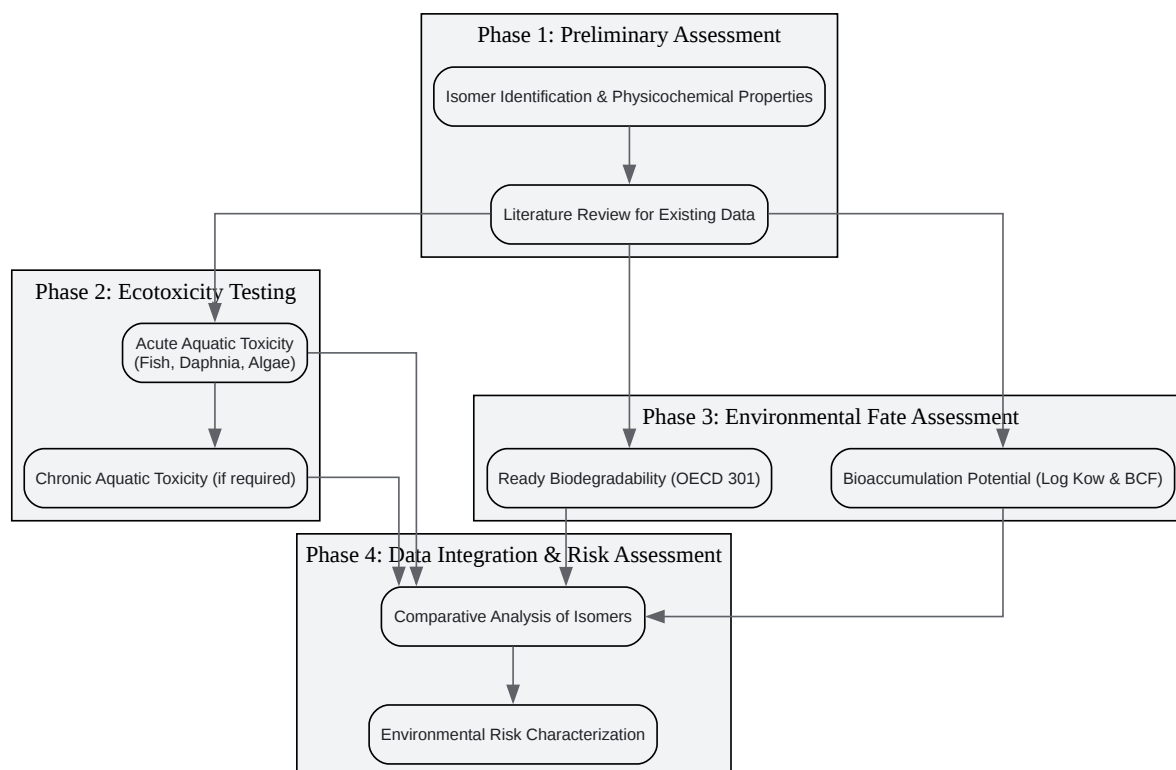 Phase 1: Preliminary Assessment
Isomer Identification & Physicochemical Properties
Literature Review for Existing Data
Phase 2: Ecotoxicity Testing
Acute Aquatic Toxicity
(Fish, Daphnia, Algae)
Chronic Aquatic Toxicity (if required)
Phase 3: Environmental Fate Assessment
Ready Biodegradability (OECD 301)
Bioaccumulation Potential (Log Kow & BCF)
Phase 4: Data Integration & Risk Assessment
Comparative Analysis of Isomers
Environmental Risk Characterization